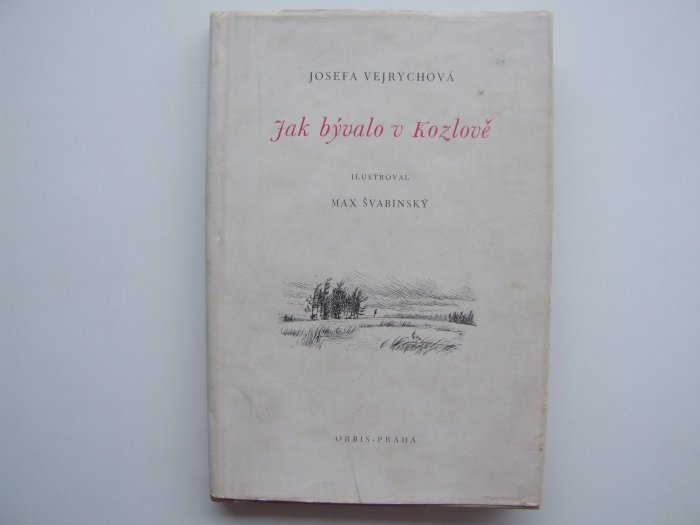 JOSEFA VEJRYCHOVÁ
Jak bývalo v Kozlově
ILUSTROVAL
MAX ŠVABINSKÝ
ORBIS-PRAHA